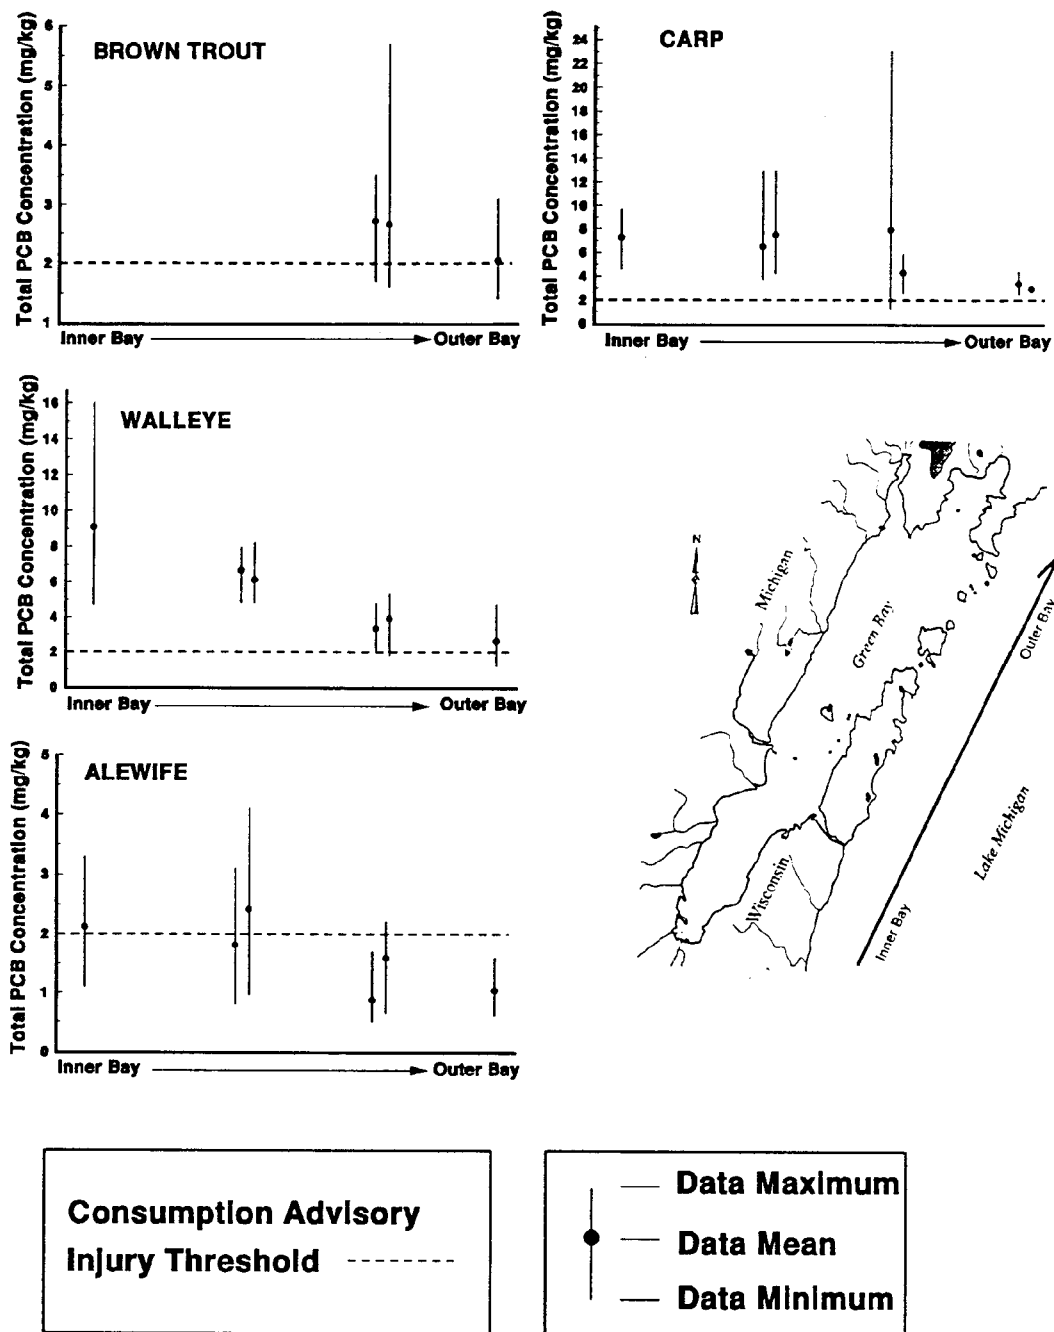 BROWN TROUT
Total PCB Concentration (mg/kg)
6
5
4
3
2
1
Inner Bay
Outer Bay
CARP
Total PCB Concentration (mg/kg)
24
22
20
18
16
14
12
10
8
6
4
2
0
Inner Bay
Outer Bay
WALLEYE
Total PCB Concentration (mg/kg)
16
14
12
10
8
6
4
2
0
Inner Bay
Outer Bay
N
Michigan
Green Bay
Wisconsin
Lake Michigan
Inner Bay
Outer Bay
ALEWIFE
Total PCB Concentration (mg/kg)
5
4
3
2
1
0
Inner Bay
Outer Bay
Consumption Advisory
Injury Threshold
Data Maximum
Data Mean
Data Minimum